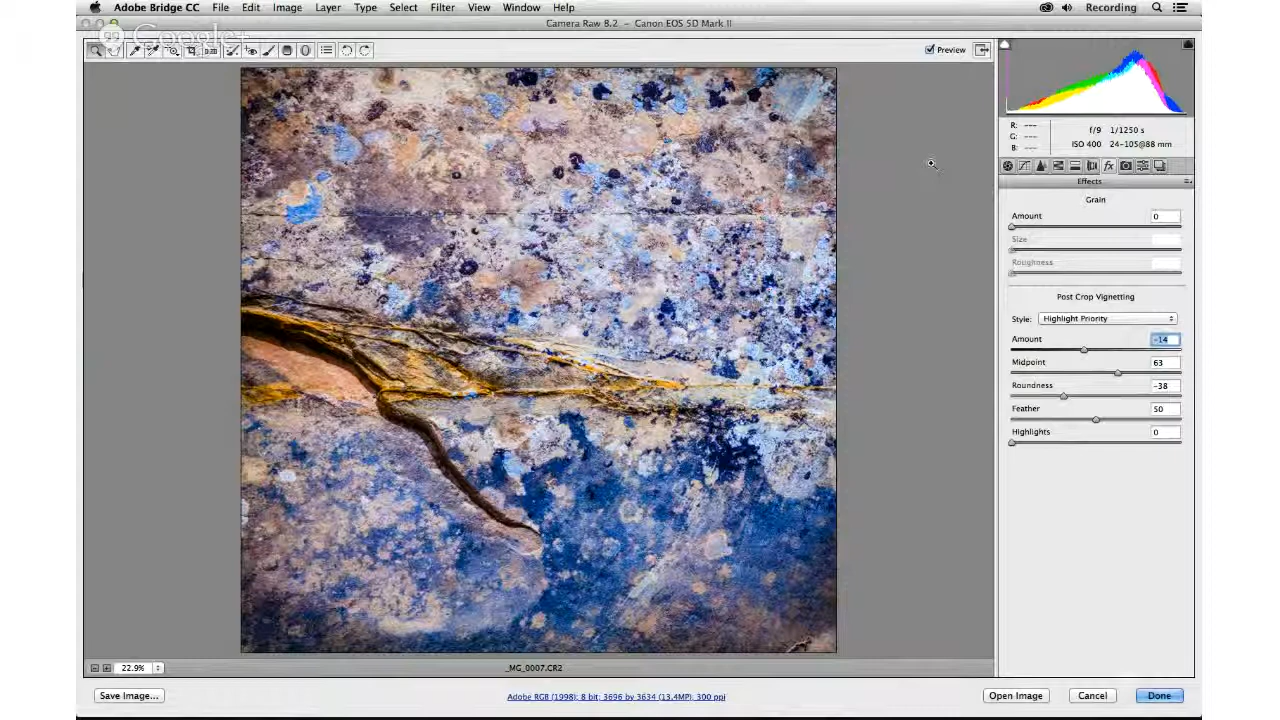 Adobe Bridge CC File Edit Image Layer Type Select Filter View Window Help Recording
Camera Raw 8.2 – Canon EOS 5D Mark II
Google+
Preview
R: ---
G: ---
B: ---
f/9 1/1250 s
ISO 400 24-105@88 mm
Effects
Grain
Amount 0
Size
Roughness
Post Crop Vignetting
Style: Highlight Priority
Amount -14
Midpoint 63
Roundness -38
Feather 50
Highlights 0
22.9%
_MG_0007.CR2
Save Image...
Adobe RGB (1998); 8 bit; 3696 by 3634 (13.4MP); 300 ppi
Open Image
Cancel
Done